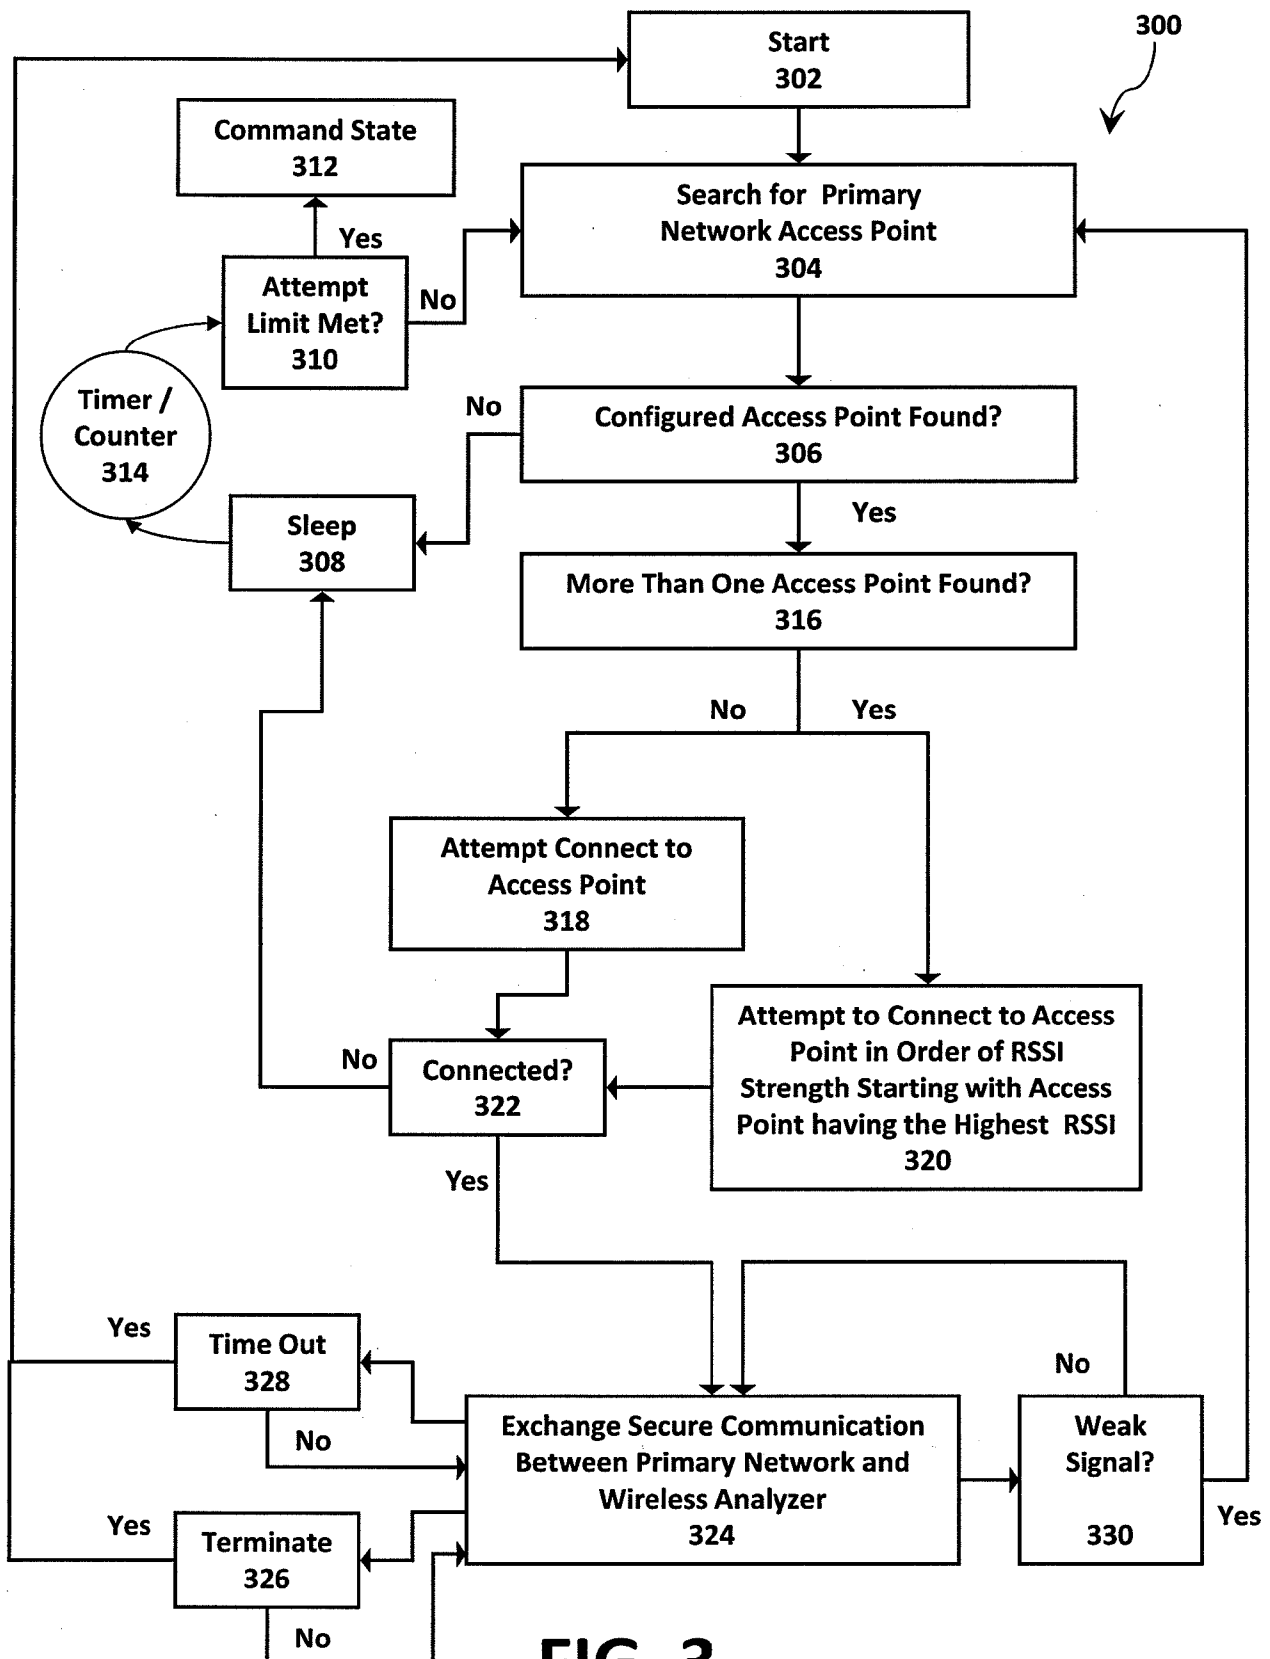 300
Start
302
Command State
312
Search for Primary
Network Access Point
304
Yes
Attempt
Limit Met?
310
No
Timer /
Counter
314
No
Configured Access Point Found?
306
Yes
Sleep
308
More Than One Access Point Found?
316
No
Yes
Attempt Connect to
Access Point
318
Attempt to Connect to Access
Point in Order of RSSI
Strength Starting with Access
Point having the Highest RSSI
320
No
Connected?
322
Yes
Yes
Time Out
328
No
No
Exchange Secure Communication
Between Primary Network and
Wireless Analyzer
324
Weak
Signal?
330
Yes
Yes
Terminate
326
No
FIG. 3